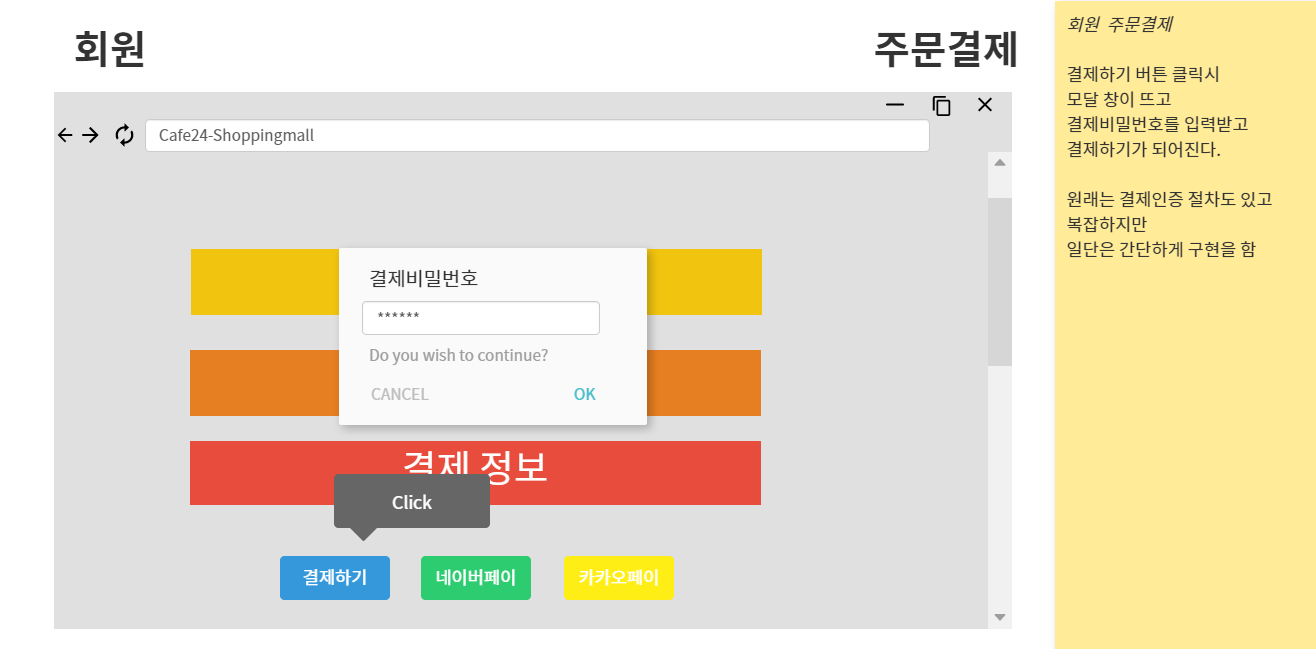 회원
주문결제
Cafe24-Shoppingmall
결제비밀번호
******
Do you wish to continue?
CANCEL
OK
결제 정보
Click
결제하기
네이버페이
카카오페이
회원 주문결제
결제하기 버튼 클릭시
모달 창이 뜨고
결제비밀번호를 입력받고
결제하기가 되어진다.
원래는 결제인증 절차도 있고
복잡하지만
일단은 간단하게 구현을 함